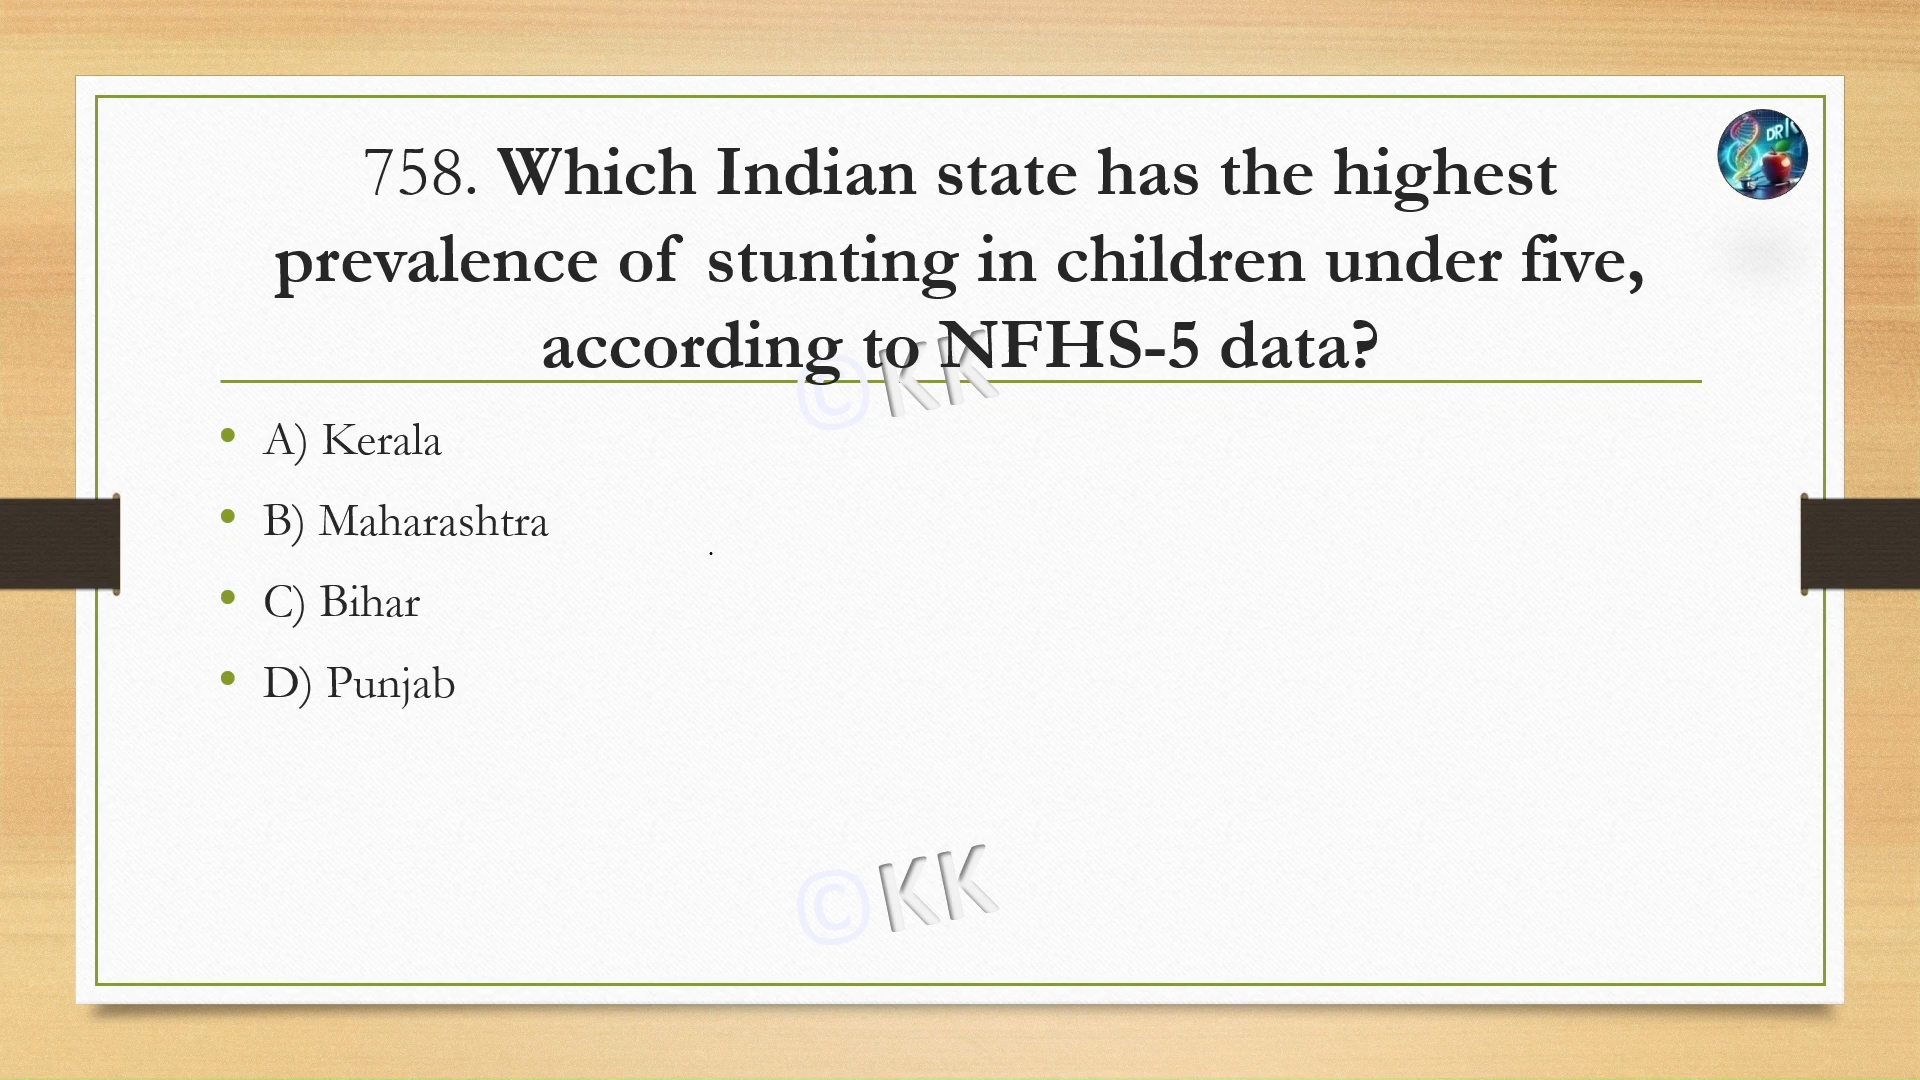 758. Which Indian state has the highest
prevalence of stunting in children under five,
according to NFHS-5 data?
A) Kerala
B) Maharashtra
C) Bihar
D) Punjab
©KK
©KK
DR